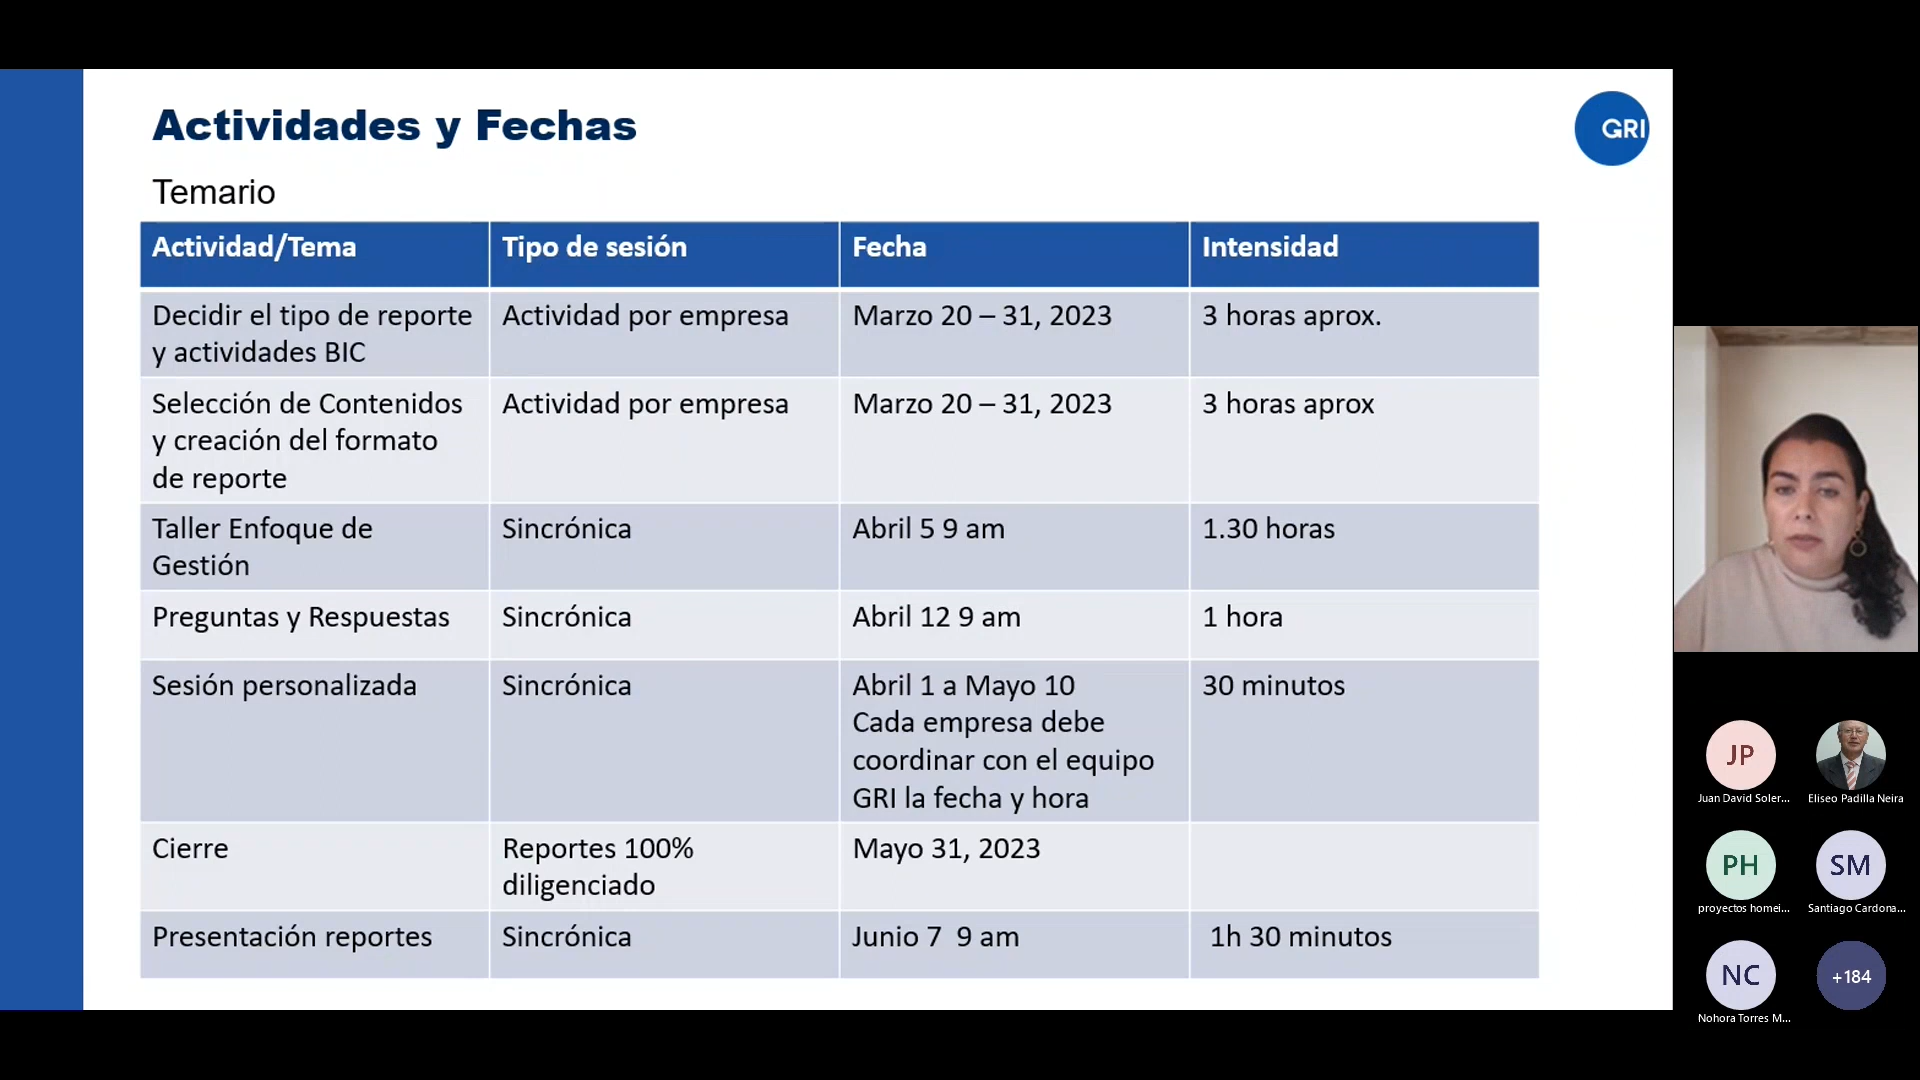 Actividades y Fechas
GRI
Temario
Actividad/Tema
Tipo de sesión
Fecha
Intensidad
Decidir el tipo de reporte
y actividades BIC
Actividad por empresa
Marzo 20 – 31, 2023
3 horas aprox.
Selección de Contenidos
y creación del formato
de reporte
Actividad por empresa
Marzo 20 – 31, 2023
3 horas aprox
Taller Enfoque de
Gestión
Sincrónica
Abril 5 9 am
1.30 horas
Preguntas y Respuestas
Sincrónica
Abril 12 9 am
1 hora
Sesión personalizada
Sincrónica
Abril 1 a Mayo 10
Cada empresa debe
coordinar con el equipo
GRI la fecha y hora
30 minutos
Cierre
Reportes 100%
diligenciado
Mayo 31, 2023
Presentación reportes
Sincrónica
Junio 7 9 am
1h 30 minutos
JP
Juan David Soler...
Eliseo Padilla Neira
PH
proyectos homei...
SM
Santiago Cardona...
NC
Nohora Torres M...
+184